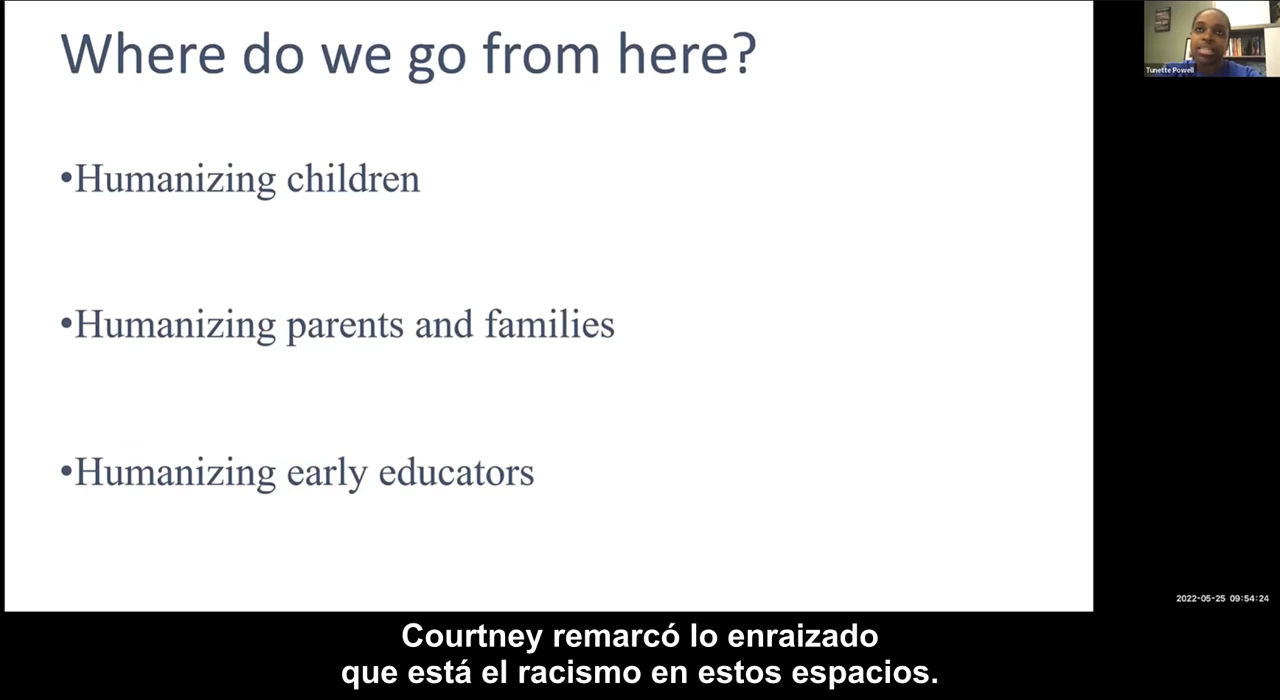 Where do we go from here?
Tunette Powell
•Humanizing children
•Humanizing parents and families
•Humanizing early educators
2022-05-25 09:54:24
Courtney remarcó lo enraizado
que está el racismo en estos espacios.